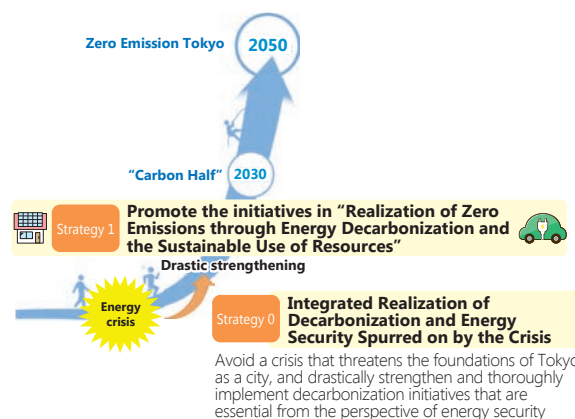 Zero Emission Tokyo
2050
“Carbon Half”
2030
Strategy 1
Promote the initiatives in “Realization of Zero
Emissions through Energy Decarbonization and
the Sustainable Use of Resources”
Drastic strengthening
Energy
crisis
Strategy 0
Integrated Realization of
Decarbonization and Energy
Security Spurred on by the Crisis
Avoid a crisis that threatens the foundations of Tokyo
as a city, and drastically strengthen and thoroughly
implement decarbonization initiatives that are
essential from the perspective of energy security